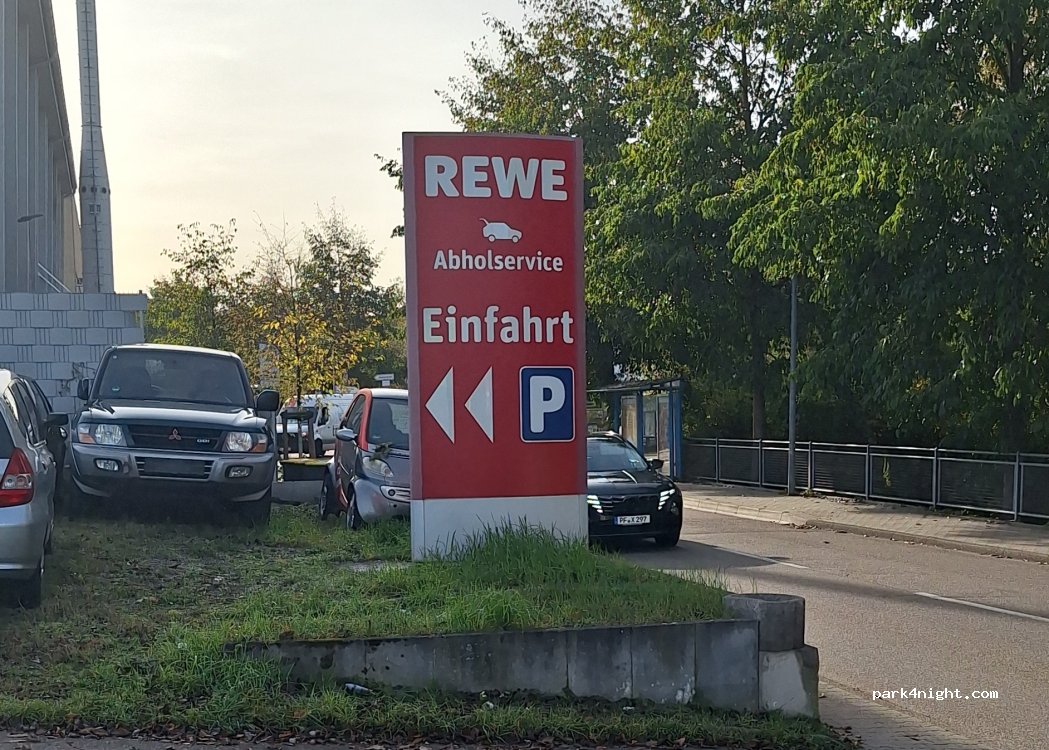 REWE
Abholservice
Einfahrt
P
PF X 297
park4night.com